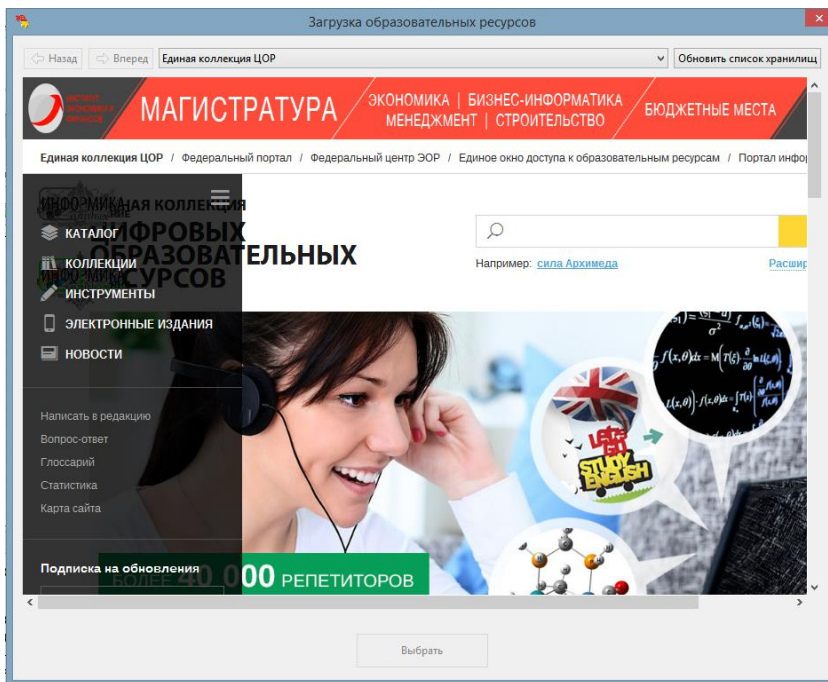 Загрузка образовательных ресурсов
Назад Вперед Единая коллекция ЦОР Обновить список хранилищ
МАГИСТРАТУРА
ЭКОНОМИКА | БИЗНЕС-ИНФОРМАТИКА
МЕНЕДЖМЕНТ | СТРОИТЕЛЬСТВО
БЮДЖЕТНЫЕ МЕСТА
Единая коллекция ЦОР / Федеральный портал / Федеральный центр ЭОР / Единое окно доступа к образовательным ресурсам / Портал инфор
ИНФОРМИКА
НАЯ КОЛЛЕКЦИЯ
ЦИФРОВЫХ
ОБРАЗОВАТЕЛЬНЫХ
РЕСУРСОВ
КАТАЛОГ
КОЛЛЕКЦИИ
ИНСТРУМЕНТЫ
ЭЛЕКТРОННЫЕ ИЗДАНИЯ
НОВОСТИ
Например: сила Архимеда
Расшир
Написать в редакцию
Вопрос-ответ
Глоссарий
Статистика
Карта сайта
Подписка на обновления
LET'S
GO
STUDY
ENGLISH
БОЛЕЕ 40 000 РЕПЕТИТОРОВ
Выбрать